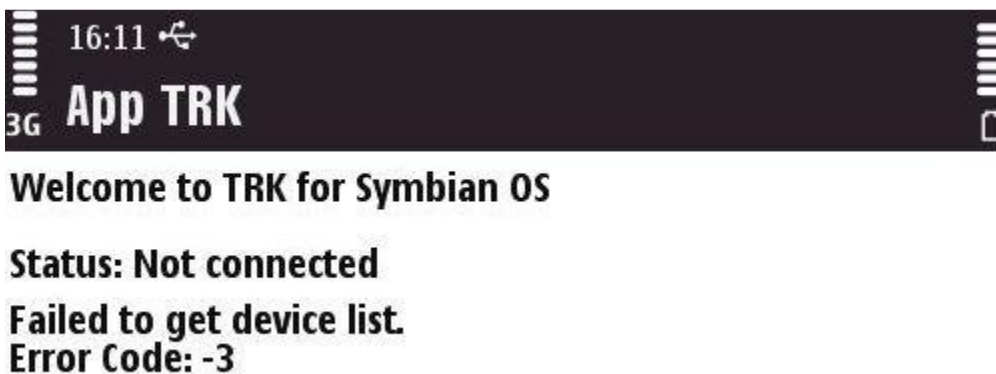 16:11
3G
App TRK
Welcome to TRK for Symbian OS
Status: Not connected
Failed to get device list.
Error Code: -3